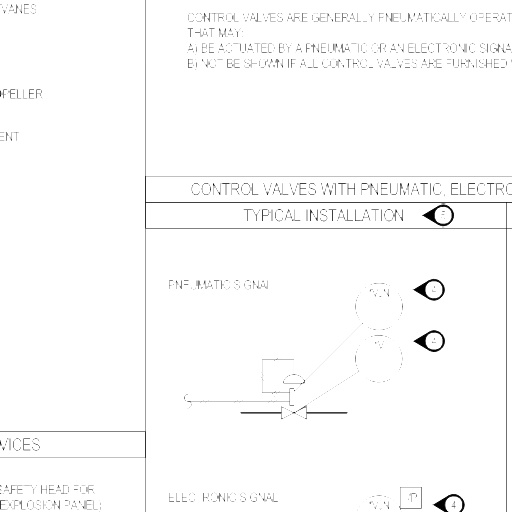 CONTROL VALVES ARE GENERALLY PNEUMATICALLY OPERAT
THAT MAY:
A) BE ACTUATED BY A PNEUMATIC OR AN ELECTRONIC SIGNA
B) NOT BE SHOWN IF ALL CONTROL VALVES ARE FURNISHED
VANES
PELLER
ENT
CONTROL VALVES WITH PNEUMATIC, ELECTRO
TYPICAL INSTALLATION
PNEUMATIC SIGNAL
VICES
SAFETY HEAD FOR
EXPLOSION PANEL)
ELECTRONIC SIGNAL
4